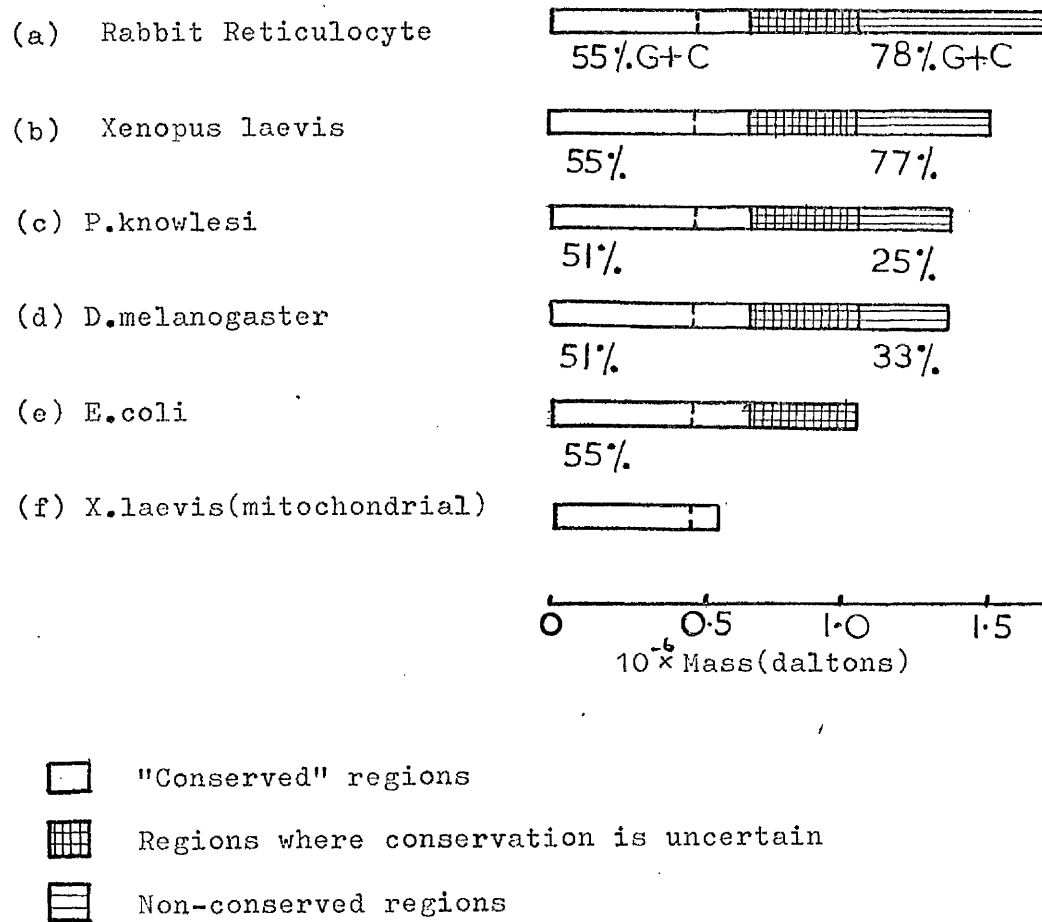 (a) Rabbit Reticulocyte
55%G+C 78%G+C
(b) Xenopus laevis
55% 77%
(c) P.knowlesi
51% 25%
(d) D.melanogaster
51% 33%
(e) E.coli
55%
(f) X.laevis(mitochondrial)
0 0.5 1.0 1.5
10⁻⁶ × Mass(daltons)
"Conserved" regions
Regions where conservation is uncertain
Non-conserved regions